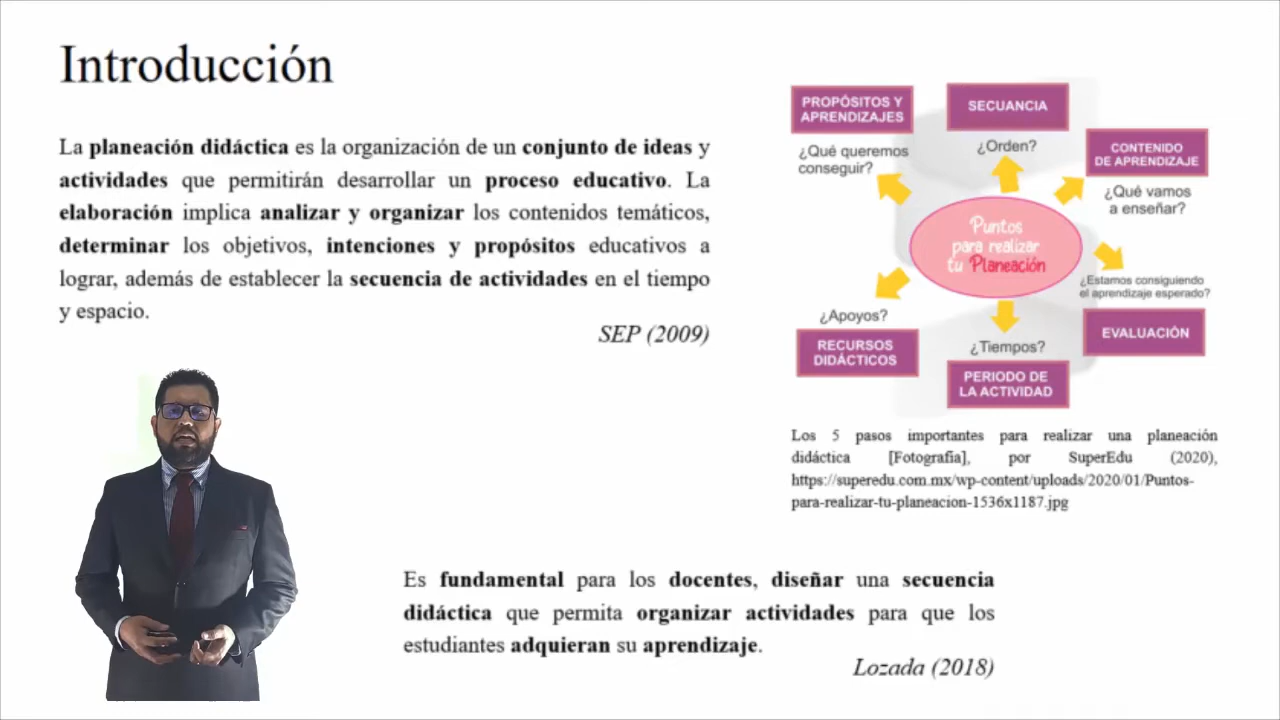 Introducción
La planeación didáctica es la organización de un conjunto de ideas y
actividades que permitirán desarrollar un proceso educativo. La
elaboración implica analizar y organizar los contenidos temáticos,
determinar los objetivos, intenciones y propósitos educativos a
lograr, además de establecer la secuencia de actividades en el tiempo
y espacio.
SEP (2009)
PROPÓSITOS Y
APRENDIZAJES
¿Qué queremos
conseguir?
SECUANCIA
¿Orden?
CONTENIDO
DE APRENDIZAJE
¿Qué vamos
a enseñar?
Puntos
para realizar
tu Planeación
¿Estamos consiguiendo
el aprendizaje esperado?
EVALUACIÓN
¿Apoyos?
RECURSOS
DIDÁCTICOS
¿Tiempos?
PERIODO DE
LA ACTIVIDAD
Los 5 pasos importantes para realizar una planeación
didáctica [Fotografía], por SuperEdu (2020),
https://superedu.com.mx/wp-content/uploads/2020/01/Puntos-
para-realizar-tu-planeacion-1536x1187.jpg
Es fundamental para los docentes, diseñar una secuencia
didáctica que permita organizar actividades para que los
estudiantes adquieran su aprendizaje.
Lozada (2018)